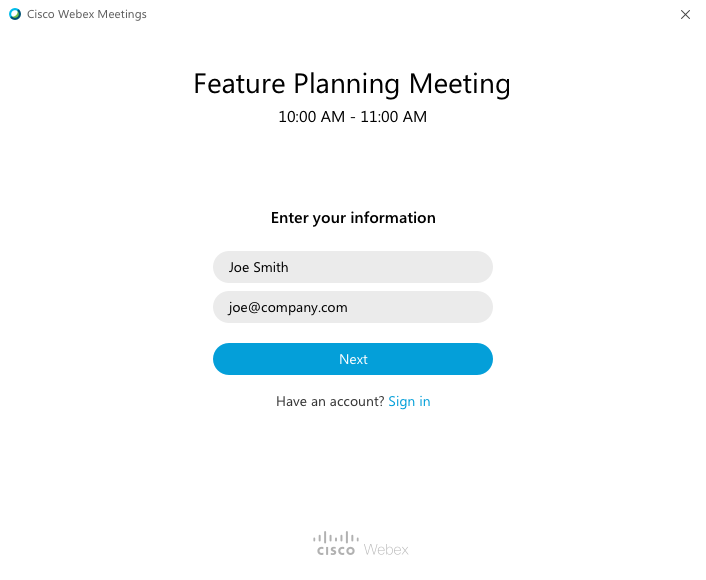 Cisco Webex Meetings
Feature Planning Meeting
10:00 AM - 11:00 AM
Enter your information
Joe Smith
joe@company.com
Next
Have an account? Sign in
cisco Webex